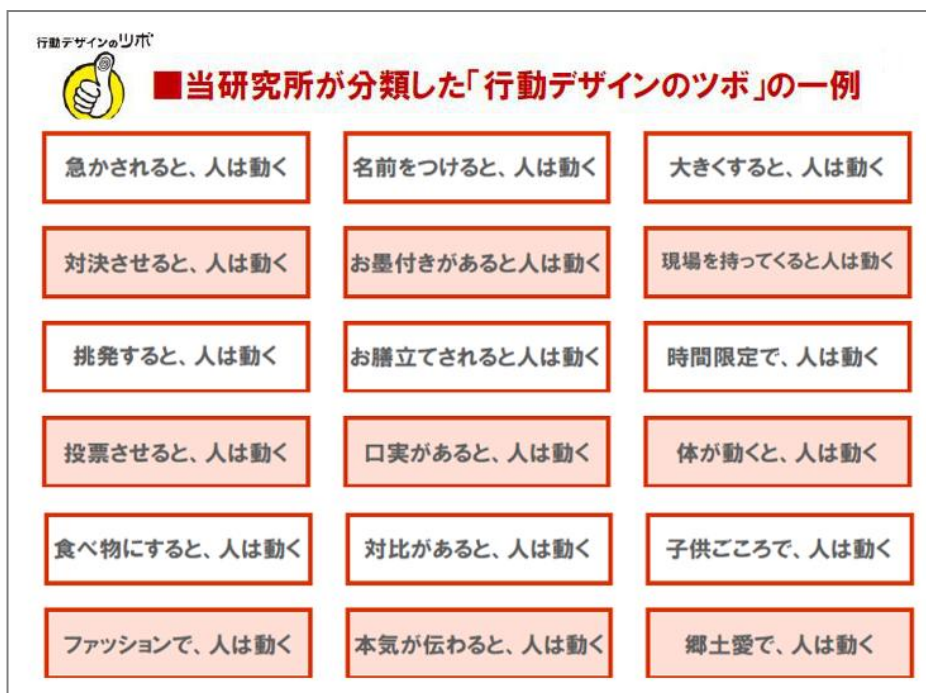 行動デザインのツボ
■当研究所が分類した「行動デザインのツボ」の一例
急かされると、人は動く
名前をつけると、人は動く
大きくすると、人は動く
対決させると、人は動く
お墨付きがあると人は動く
現場を持ってくると人は動く
挑発すると、人は動く
お膳立てされると人は動く
時間限定で、人は動く
投票させると、人は動く
口実があると、人は動く
体が動くと、人は動く
食べ物にすると、人は動く
対比があると、人は動く
子供ごころで、人は動く
ファッションで、人は動く
本気が伝わると、人は動く
郷土愛で、人は動く